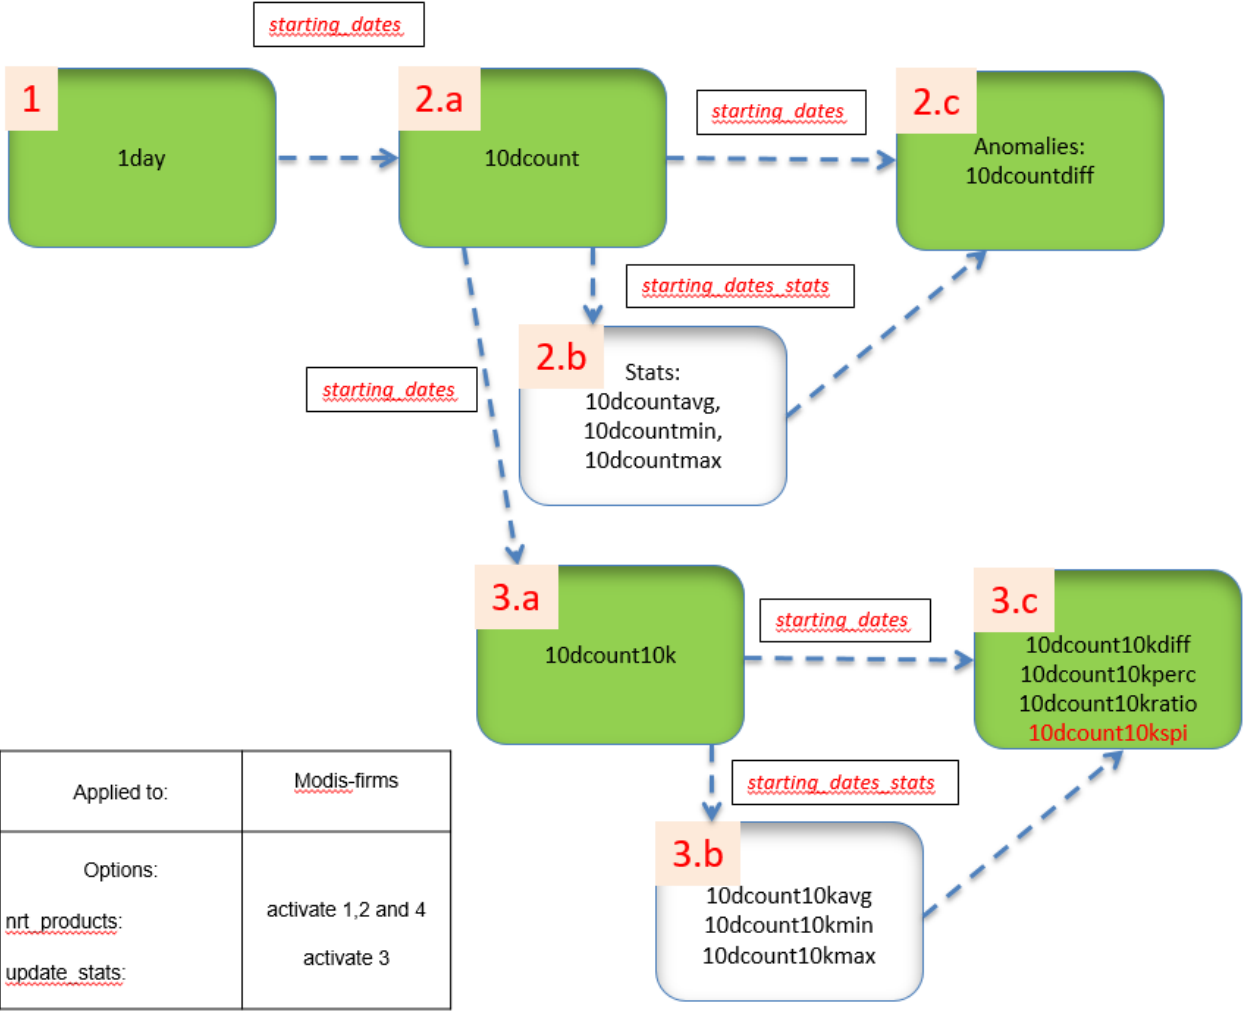 starting_dates
1
1day
2.a
10dcount
starting_dates
2.c
Anomalies:
10dcountdiff
starting_dates_stats
2.b
Stats:
10dcountavg,
10dcountmin,
10dcountmax
starting_dates
3.a
10dcount10k
starting_dates
3.c
10dcount10kdiff
10dcount10kperc
10dcount10kratio
10dcount10kspi
starting_dates_stats
3.b
10dcount10kavg
10dcount10kmin
10dcount10kmax
Applied to:
Modis-firms
Options:
nrt_products:
activate 1,2 and 4
update_stats:
activate 3